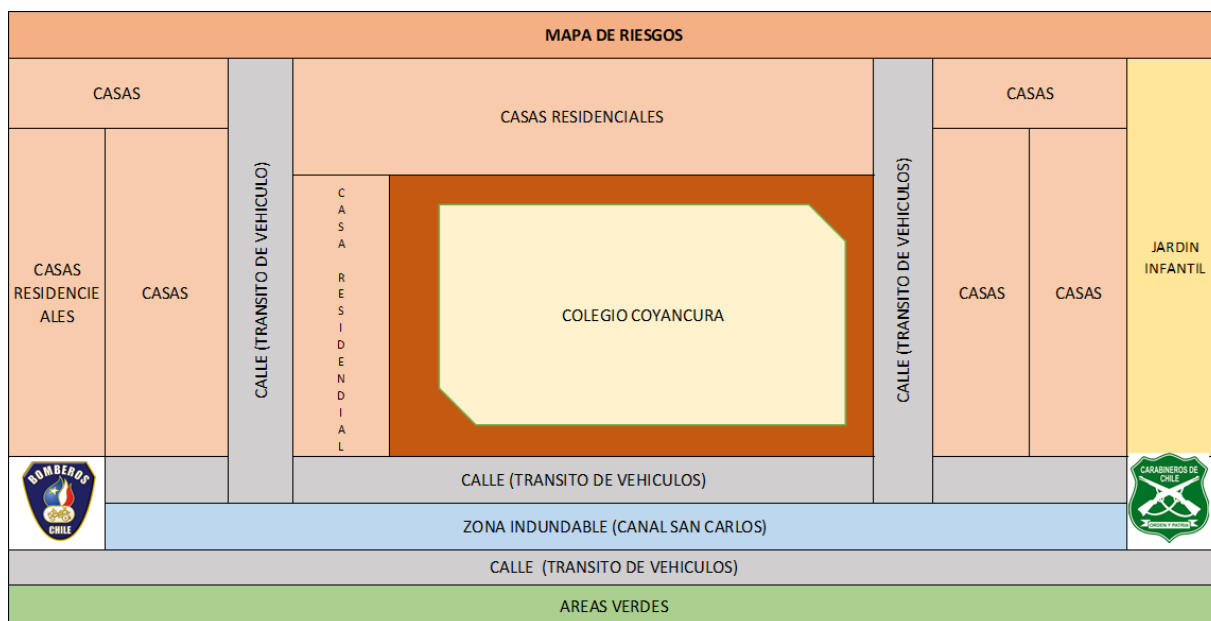 MAPA DE RIESGOS
CASAS
CASAS RESIDENCIALES
CASAS
CASAS
RESIDENCIE
ALES
CASAS
CALLE (TRANSITO DE VEHICULO)
CASA RESIDENDIAL
COLEGIO COYANCURA
CALLE (TRANSITO DE VEHICULOS)
CASAS
CASAS
JARDIN
INFANTIL
BOMBEROS
CHILE
CALLE (TRANSITO DE VEHICULOS)
CARABINEROS DE
CHILE
ORDEN Y PATRIA
ZONA INDUNDABLE (CANAL SAN CARLOS)
CALLE (TRANSITO DE VEHICULOS)
AREAS VERDES